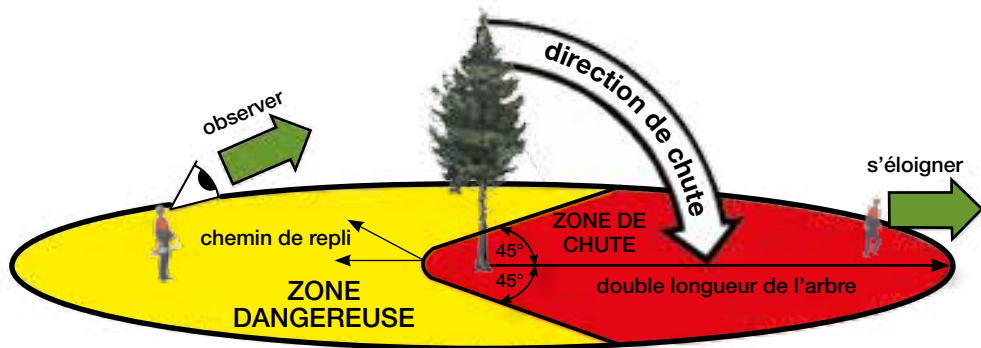 observer
direction de chute
s'éloigner
ZONE DE
CHUTE
chemin de repli
45°
45°
ZONE
DANGEREUSE
double longueur de l'arbre